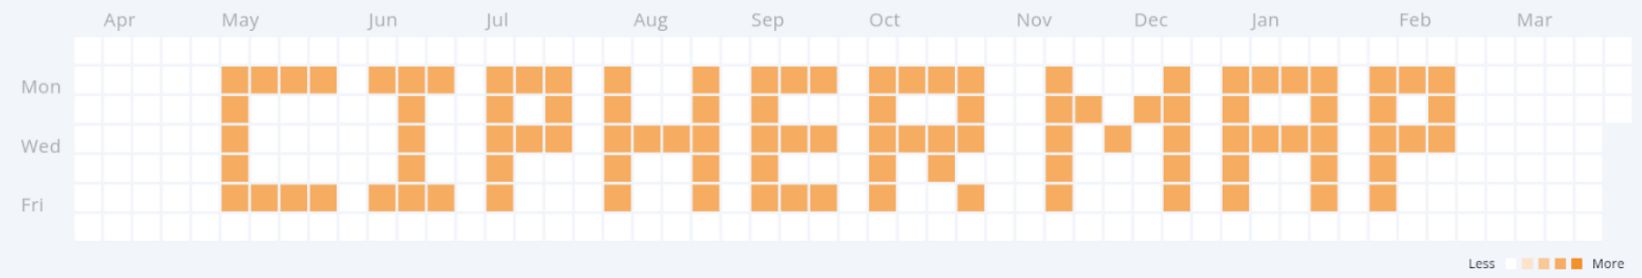 Apr May Jun Jul Aug Sep Oct Nov Dec Jan Feb Mar
Mon
Wed
Fri
CIPHER MAP
Less More